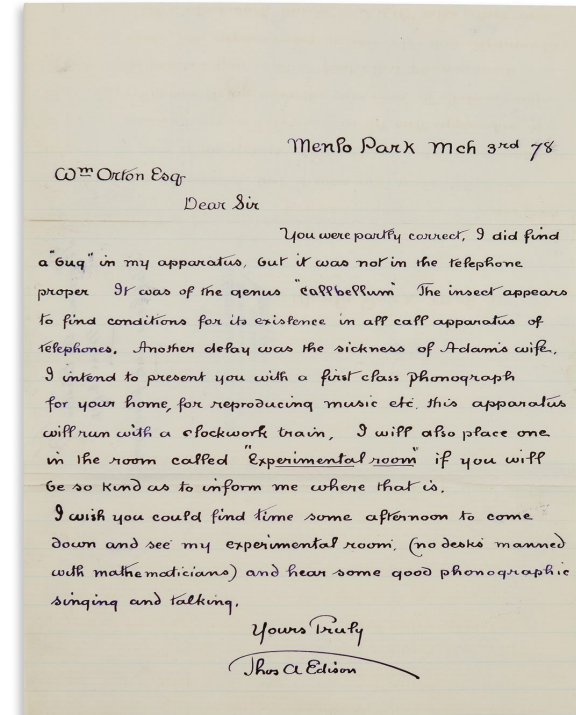 Menlo Park Mch 3rd 78
Wm Orton Esqr
Dear Sir
You were partly correct, I did find
a "bug" in my apparatus, but it was not in the telephone
proper It was of the genus "callbellum" The insect appears
to find conditions for its existence in all call apparatus of
telephones. Another delay was the sickness of Adams wife,
I intend to present you with a first class phonograph
for your home, for reproducing music etc. this apparatus
will run with a clockwork train, I will also place one
in the room called "Experimental room" if you will
be so kind as to inform me where that is.
I wish you could find time some afternoon to come
down and see my experimental room, (no desks manned
with mathematicians) and hear some good phonographic
singing and talking.
Yours Truly
Thos A Edison